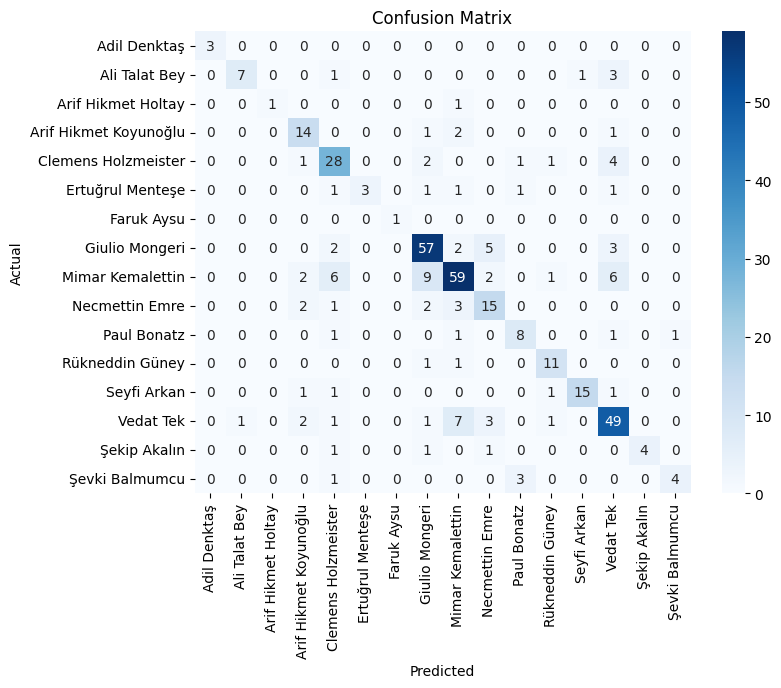 Confusion Matrix
Adil Denktaş 3 0 0 0 0 0 0 0 0 0 0 0 0 0 0 0
Ali Talat Bey 0 7 0 0 1 0 0 0 0 0 0 0 1 3 0 0
Arif Hikmet Holtay 0 0 1 0 0 0 0 0 1 0 0 0 0 0 0 0
Arif Hikmet Koyunoğlu 0 0 0 14 0 0 0 1 2 0 0 0 0 1 0 0
Clemens Holzmeister 0 0 0 1 28 0 0 2 0 0 1 1 0 4 0 0
Ertuğrul Menteşe 0 0 0 0 1 3 0 1 1 0 1 0 0 1 0 0
Faruk Aysu 0 0 0 0 0 0 1 0 0 0 0 0 0 0 0 0
Giulio Mongeri 0 0 0 0 2 0 0 57 2 5 0 0 0 3 0 0
Mimar Kemalettin 0 0 0 2 6 0 0 9 59 2 0 1 0 6 0 0
Necmettin Emre 0 0 0 2 1 0 0 2 3 15 0 0 0 0 0 0
Paul Bonatz 0 0 0 0 1 0 0 0 1 0 8 0 0 1 0 1
Rükneddin Güney 0 0 0 0 0 0 0 1 1 0 0 11 0 0 0 0
Seyfi Arkan 0 0 0 1 1 0 0 0 0 0 0 1 15 1 0 0
Vedat Tek 0 1 0 2 1 0 0 1 7 3 0 1 0 49 0 0
Şekip Akalın 0 0 0 0 1 0 0 1 0 1 0 0 0 0 4 0
Şevki Balmumcu 0 0 0 0 1 0 0 0 0 0 3 0 0 0 0 4
Actual
Adil Denktaş
Ali Talat Bey
Arif Hikmet Holtay
Arif Hikmet Koyunoğlu
Clemens Holzmeister
Ertuğrul Menteşe
Faruk Aysu
Giulio Mongeri
Mimar Kemalettin
Necmettin Emre
Paul Bonatz
Rükneddin Güney
Seyfi Arkan
Vedat Tek
Şekip Akalın
Şevki Balmumcu
Predicted
50
40
30
20
10
0